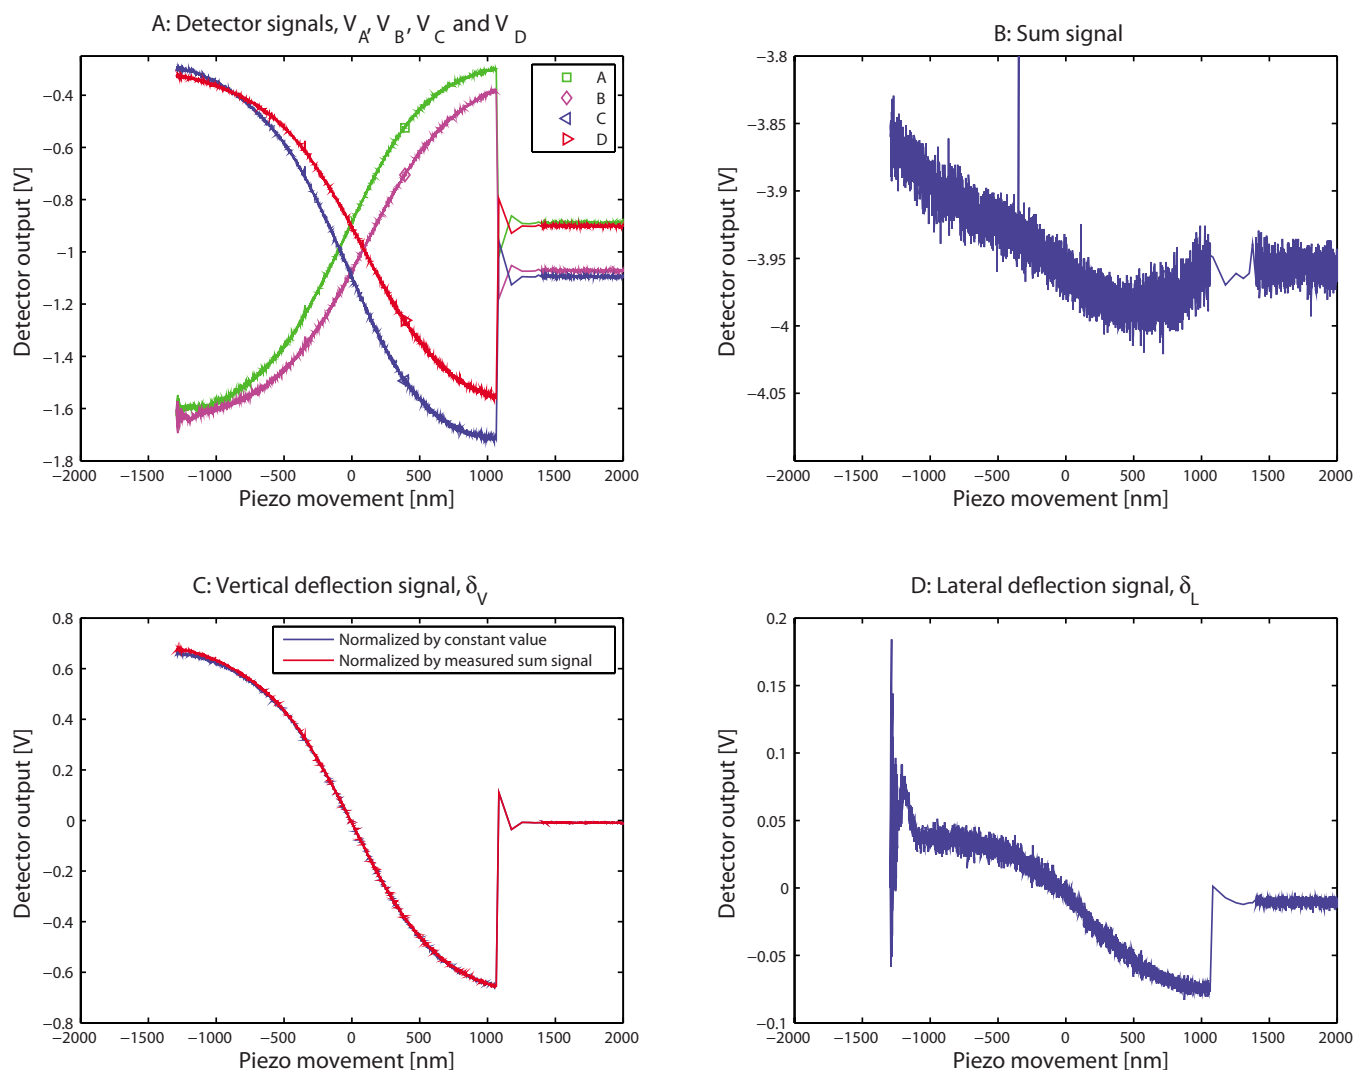 A: Detector signals, V_A, V_B, V_C and V_D
Detector output [V]
−0.4
−0.6
−0.8
−1
−1.2
−1.4
−1.6
−1.8
−2000 −1500 −1000 −500 0 500 1000 1500 2000
Piezo movement [nm]
A
B
C
D
B: Sum signal
Detector output [V]
−3.8
−3.85
−3.9
−3.95
−4
−4.05
−2000 −1500 −1000 −500 0 500 1000 1500 2000
Piezo movement [nm]
C: Vertical deflection signal, δ_V
Detector output [V]
0.8
0.6
0.4
0.2
0
−0.2
−0.4
−0.6
−0.8
−2000 −1500 −1000 −500 0 500 1000 1500 2000
Piezo movement [nm]
Normalized by constant value
Normalized by measured sum signal
D: Lateral deflection signal, δ_L
Detector output [V]
0.2
0.15
0.1
0.05
0
−0.05
−0.1
−2000 −1500 −1000 −500 0 500 1000 1500 2000
Piezo movement [nm]